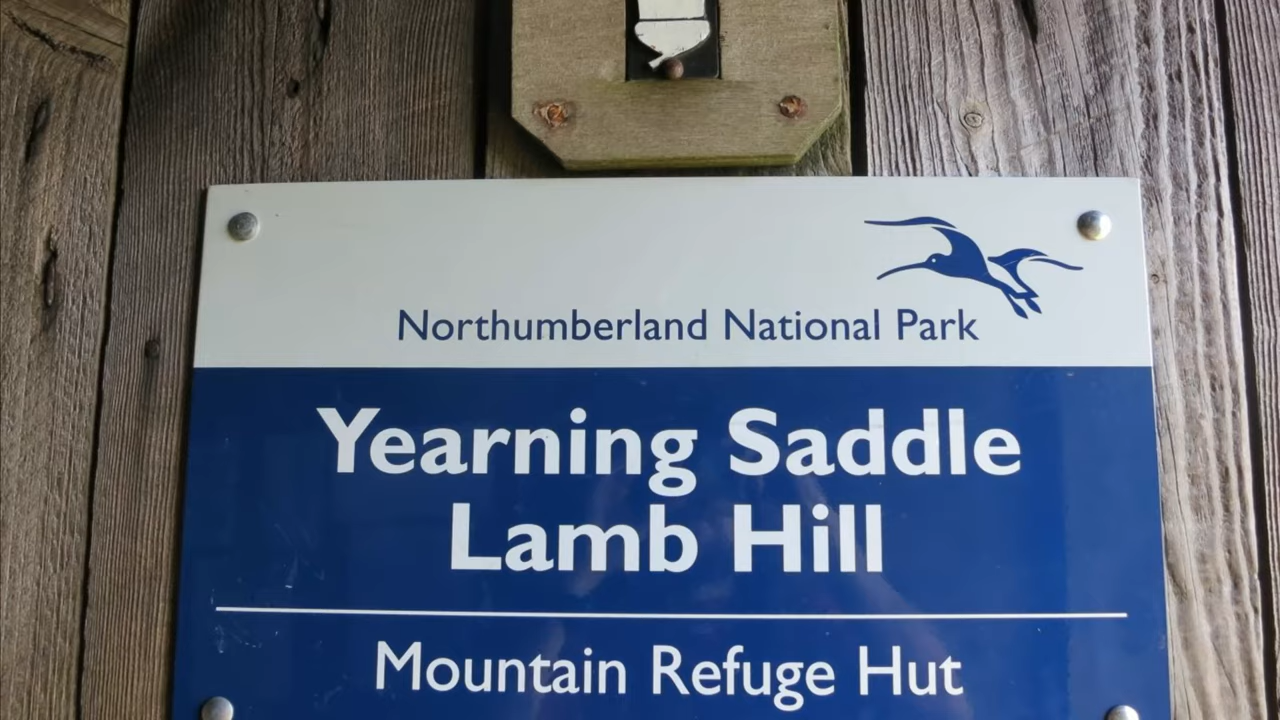 Northumberland National Park
Yearning Saddle
Lamb Hill
Mountain Refuge Hut